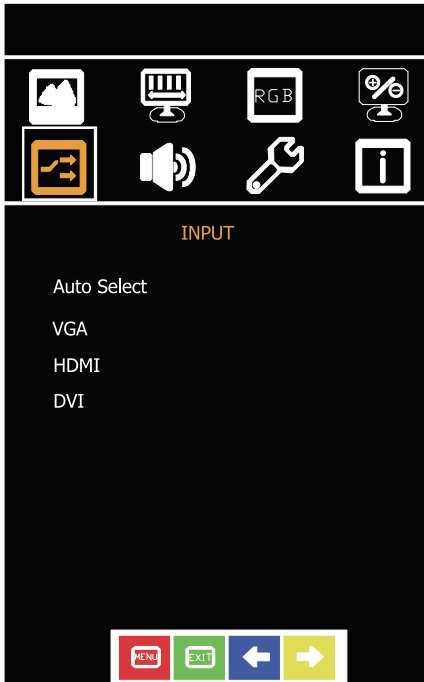 RGB
INPUT
Auto Select
VGA
HDMI
DVI
MENU EXIT